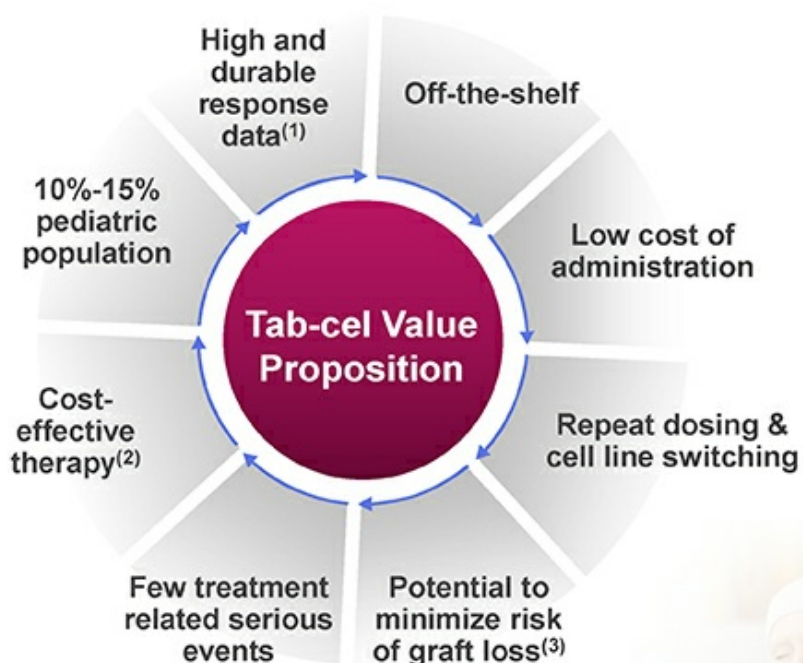 High and
durable
response
data(1)
Off-the-shelf
Low cost of
administration
Repeat dosing &
cell line switching
Potential to
minimize risk
of graft loss(3)
Few treatment
related serious
events
Cost-
effective
therapy(2)
10%-15%
pediatric
population
Tab-cel Value
Proposition